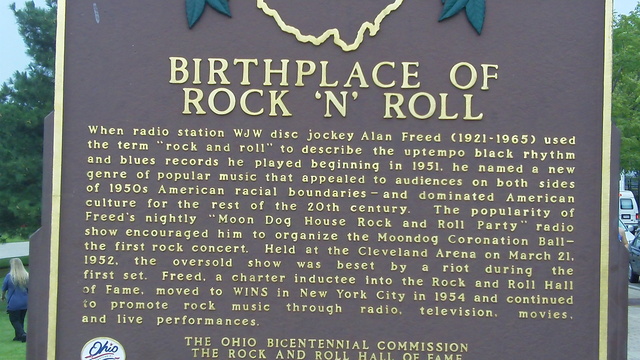 BIRTHPLACE OF
ROCK 'N' ROLL
When radio station WJW disc jockey Alan Freed (1921-1965) used
the term "rock and roll" to describe the uptempo black rhythm
and blues records he played beginning in 1951, he named a new
genre of popular music that appealed to audiences on both sides
of 1950s American racial boundaries—and dominated American
culture for the rest of the 20th century. The popularity of
Freed's nightly "Moon Dog House Rock and Roll Party" radio
show encouraged him to organize the Moondog Coronation Ball—
the first rock concert. Held at the Cleveland Arena on March 21,
1952, the oversold show was beset by a riot during the
first set. Freed, a charter inductee into the Rock and Roll Hall
of Fame, moved to WINS in New York City in 1954 and continued
to promote rock music through radio, television, movies,
and live performances.
THE OHIO BICENTENNIAL COMMISSION
THE ROCK AND ROLL HALL OF FAME
Ohio